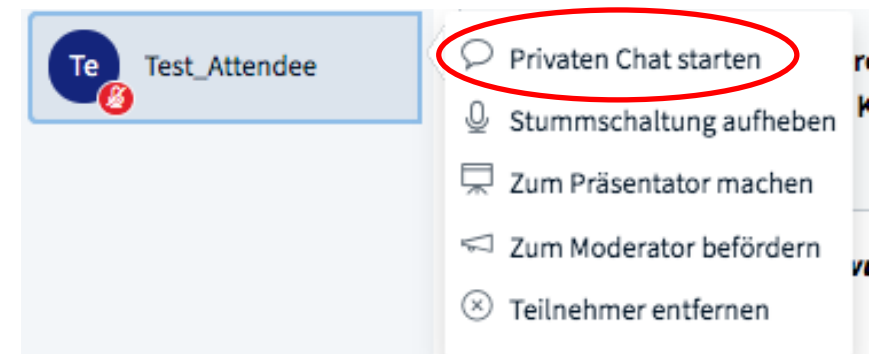 Te
Test_Attendee
Privaten Chat starten
Stummschaltung aufheben
Zum Präsentator machen
Zum Moderator befördern
Teilnehmer entfernen